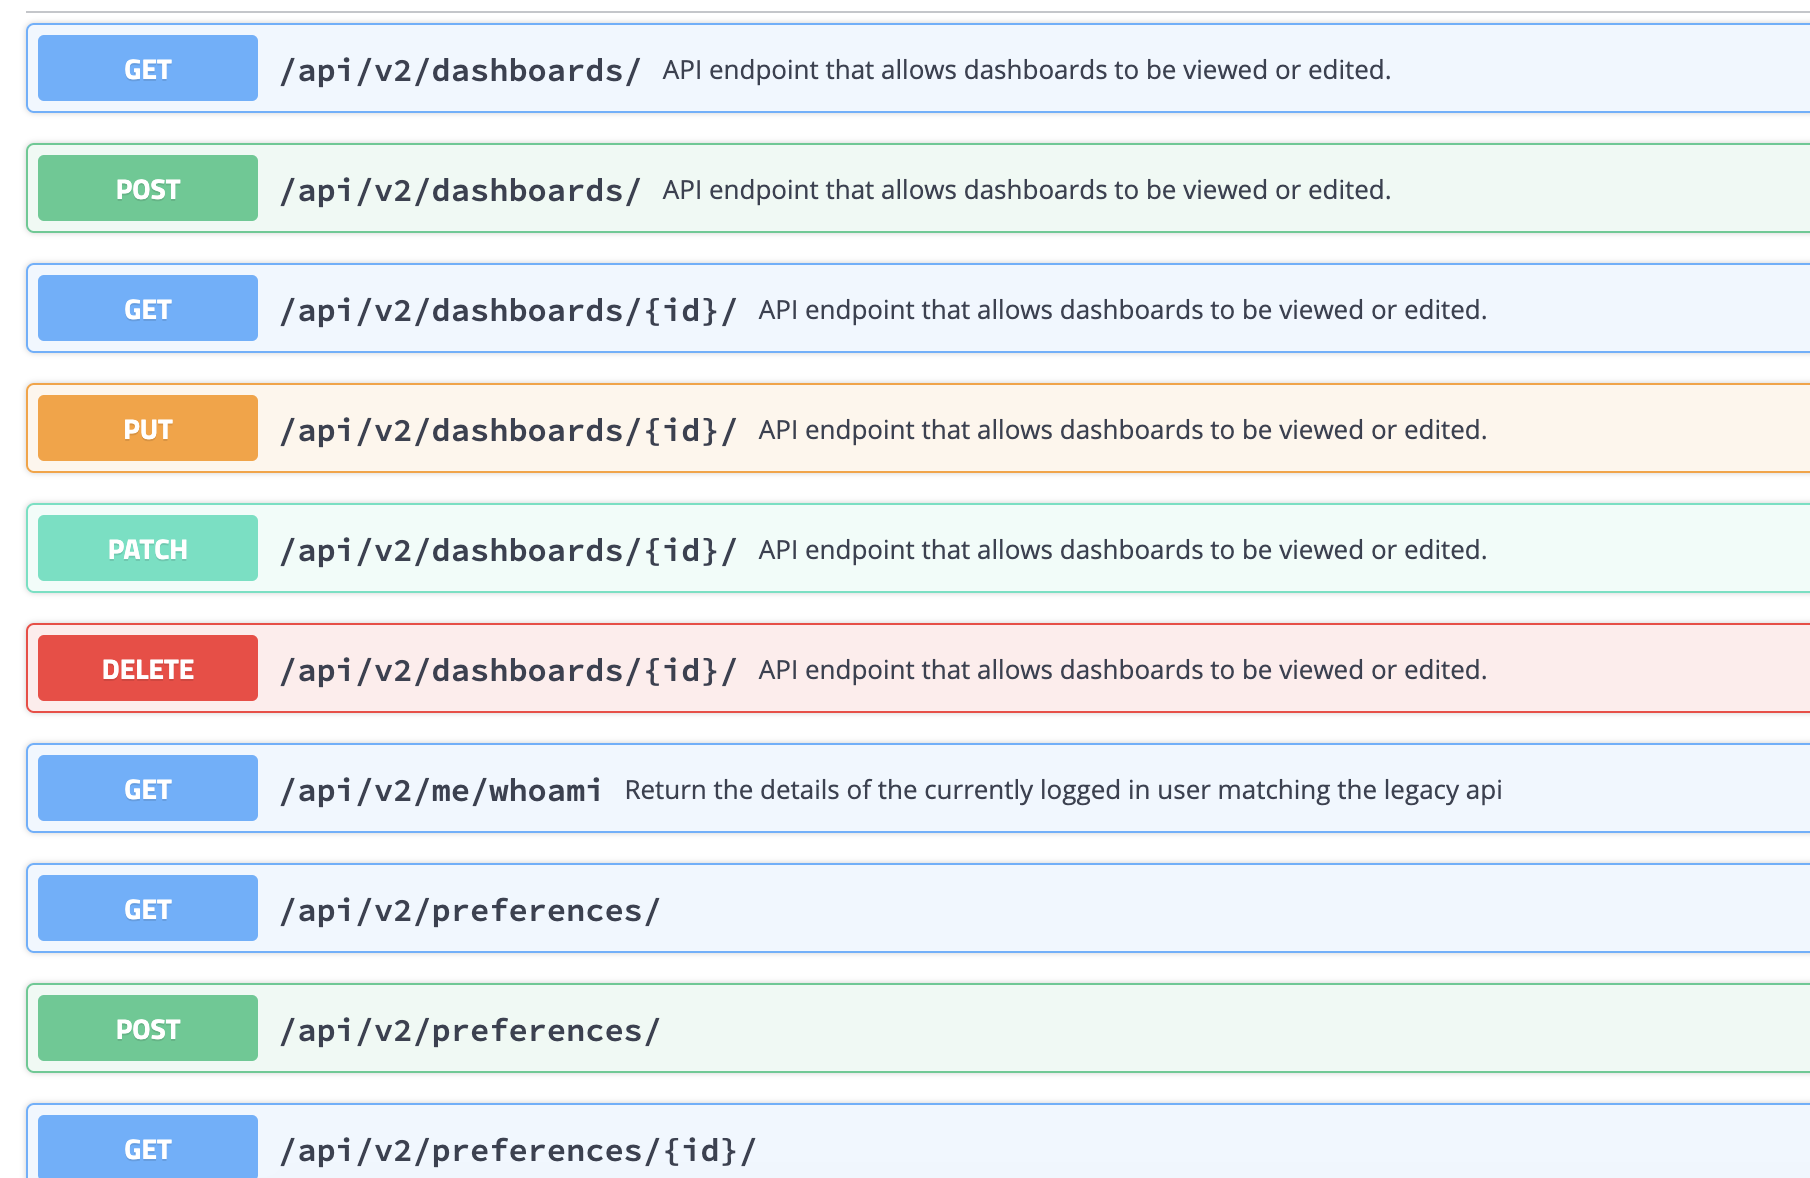 GET /api/v2/dashboards/ API endpoint that allows dashboards to be viewed or edited.
POST /api/v2/dashboards/ API endpoint that allows dashboards to be viewed or edited.
GET /api/v2/dashboards/{id}/ API endpoint that allows dashboards to be viewed or edited.
PUT /api/v2/dashboards/{id}/ API endpoint that allows dashboards to be viewed or edited.
PATCH /api/v2/dashboards/{id}/ API endpoint that allows dashboards to be viewed or edited.
DELETE /api/v2/dashboards/{id}/ API endpoint that allows dashboards to be viewed or edited.
GET /api/v2/me/whoami Return the details of the currently logged in user matching the legacy api
GET /api/v2/preferences/
POST /api/v2/preferences/
GET /api/v2/preferences/{id}/